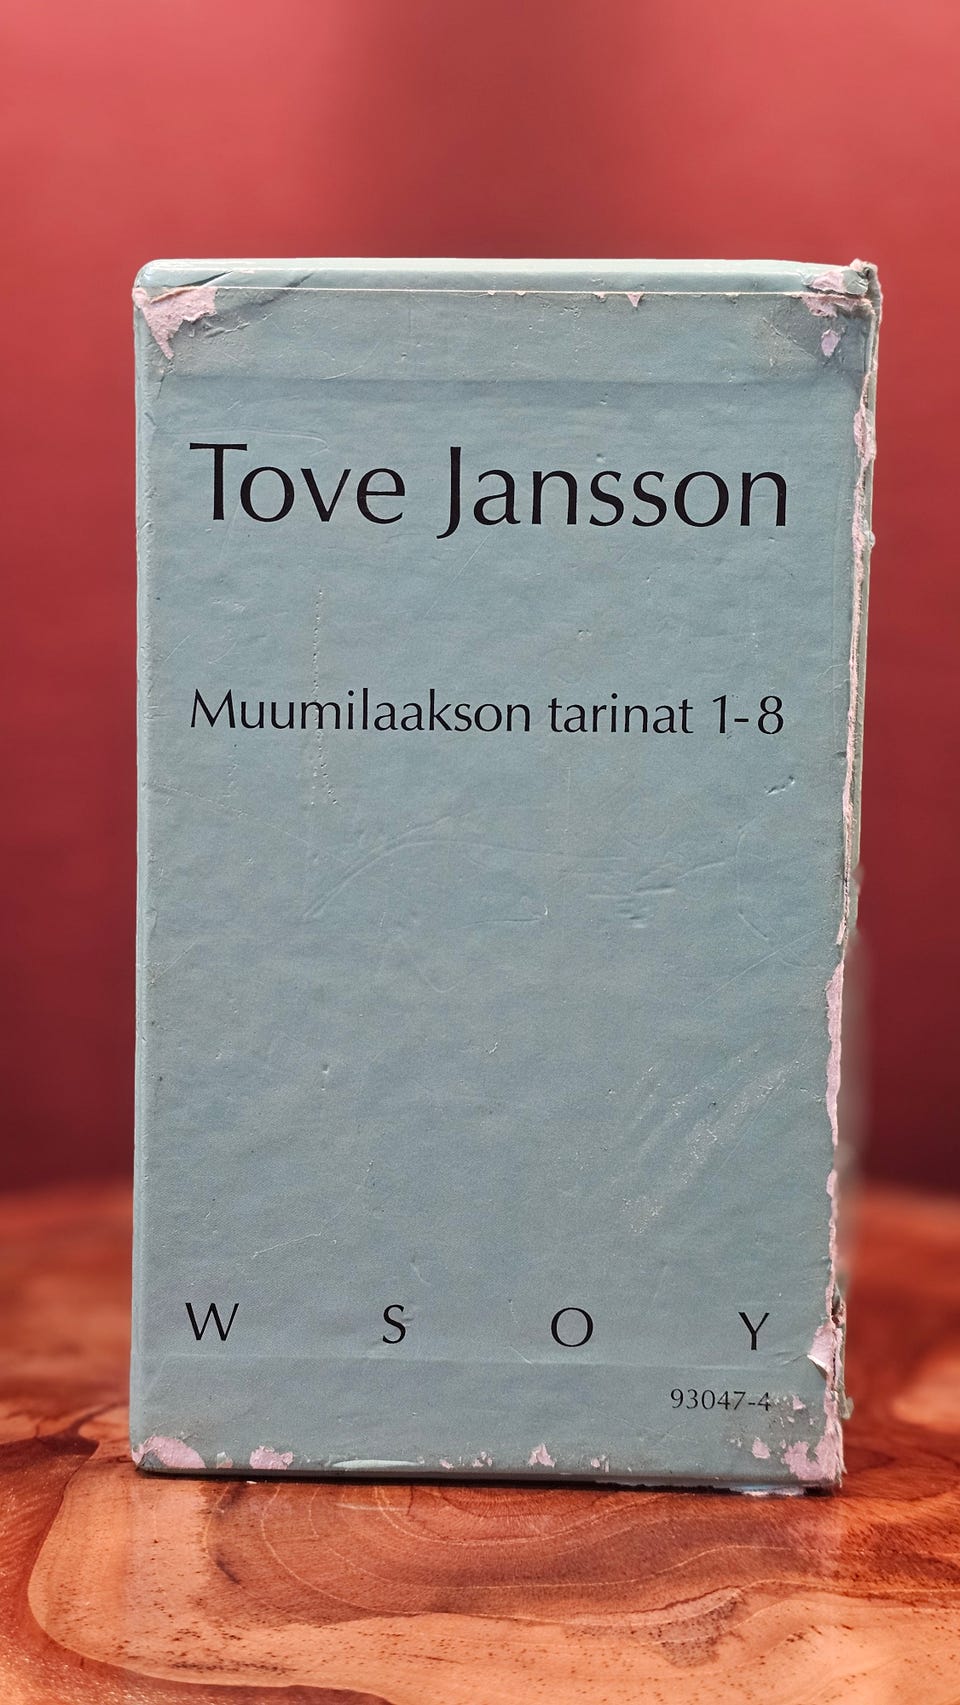 Tove Jansson
Muumilaakson tarinat 1-8
W S O Y
93047-4